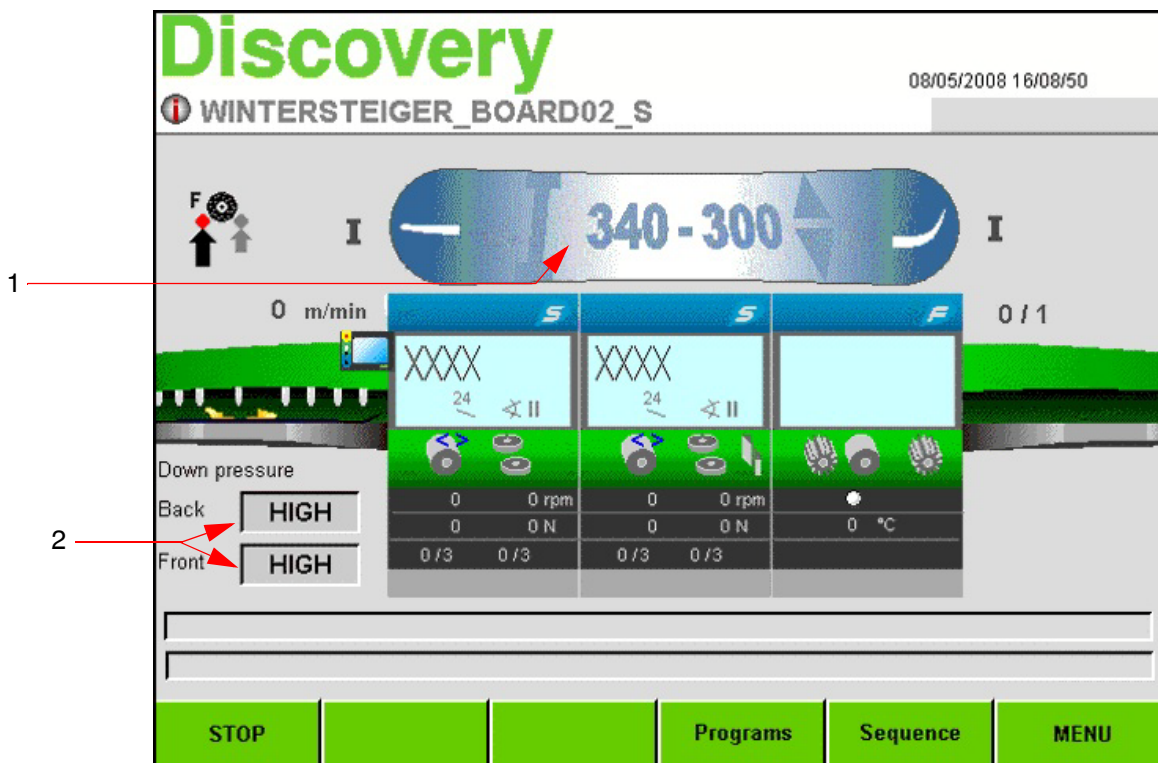 Discovery
08/05/2008 16/08/50
i WINTERSTEIGER_BOARD02_S
F
I 340 - 300 I
1
0 m/min S S F 0 / 1
XXXX XXXX
24 II 24 II
< > < >
Down pressure
Back HIGH
0 0 rpm 0 0 rpm
0 0 N 0 0 N 0 °C
2
Front HIGH
0 / 3 0 / 3 0 / 3 0 / 3
STOP Programs Sequence MENU